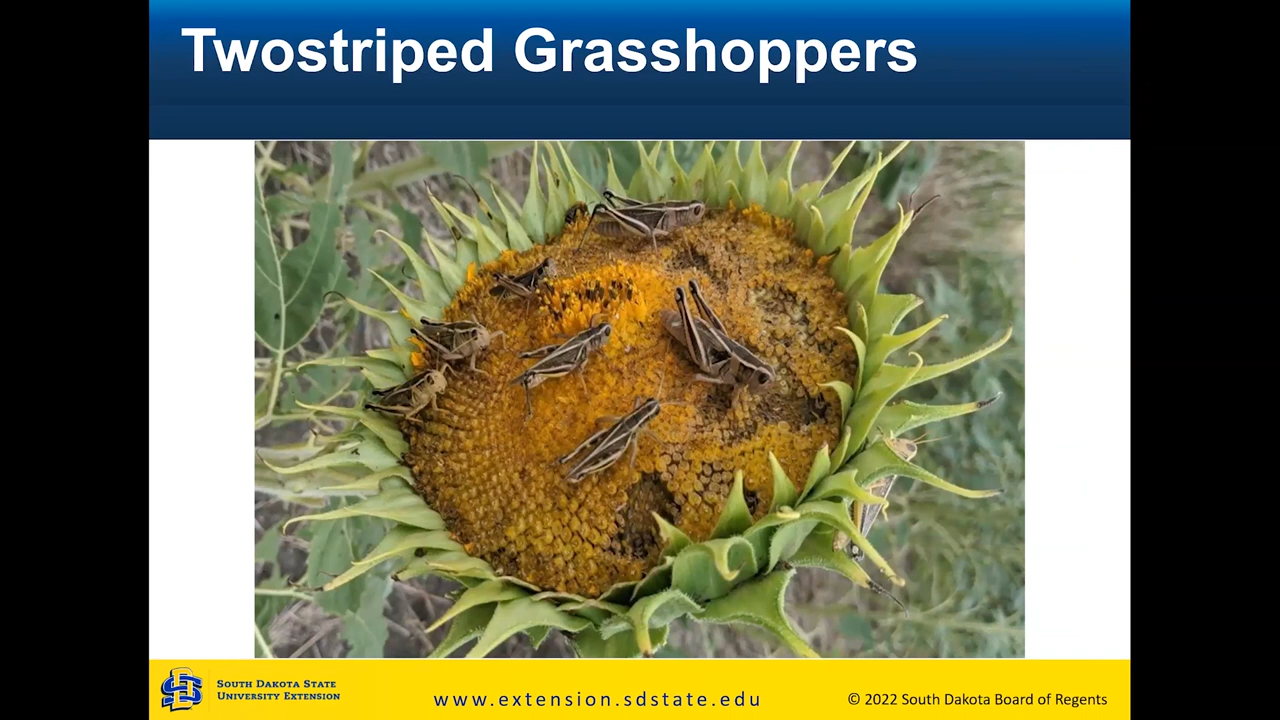 Twostriped Grasshoppers
South Dakota State
University Extension
www.extension.sdstate.edu
© 2022 South Dakota Board of Regents